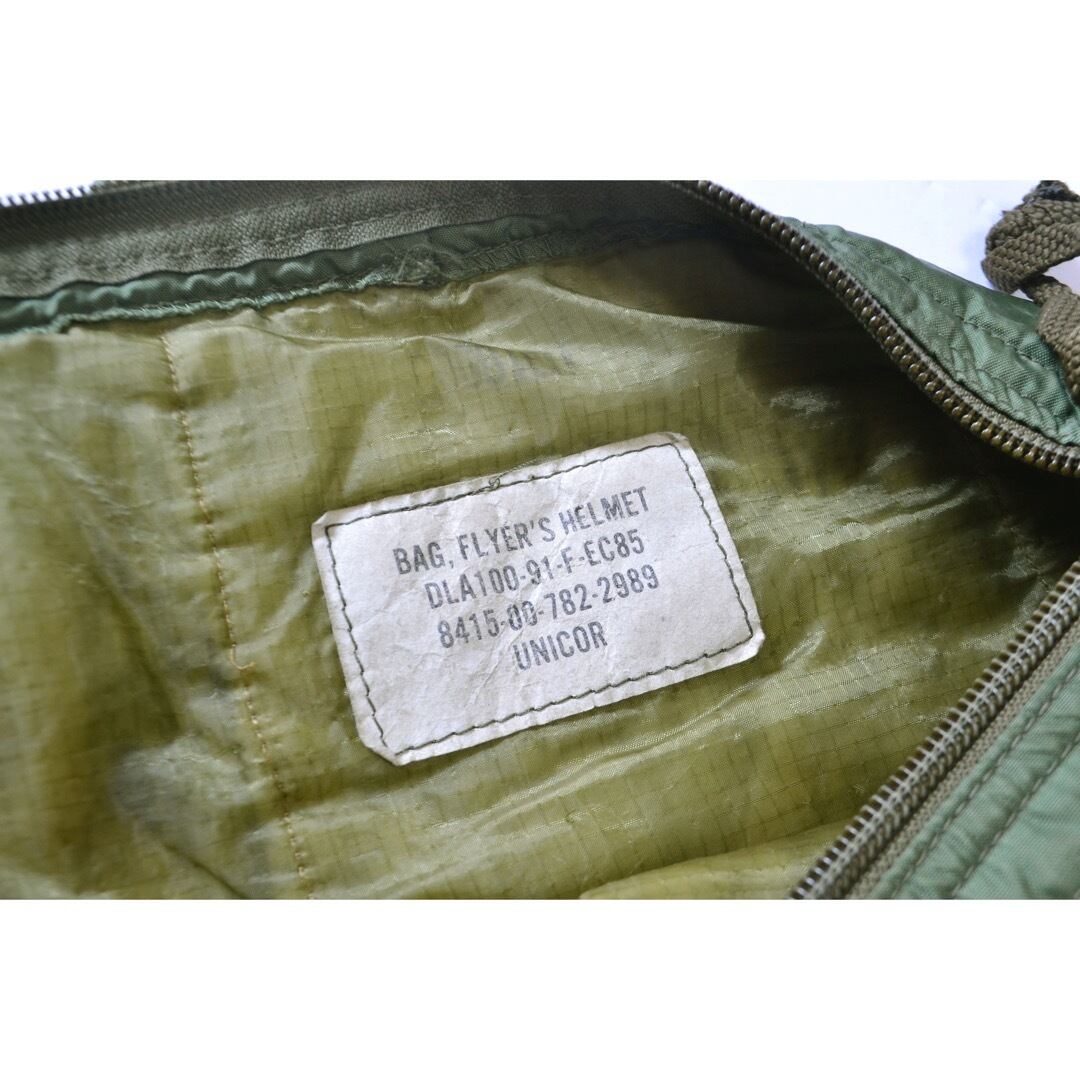 BAG, FLYER'S HELMET
DLA100-91-F-EC85
8415-00-782-2989
UNICOR